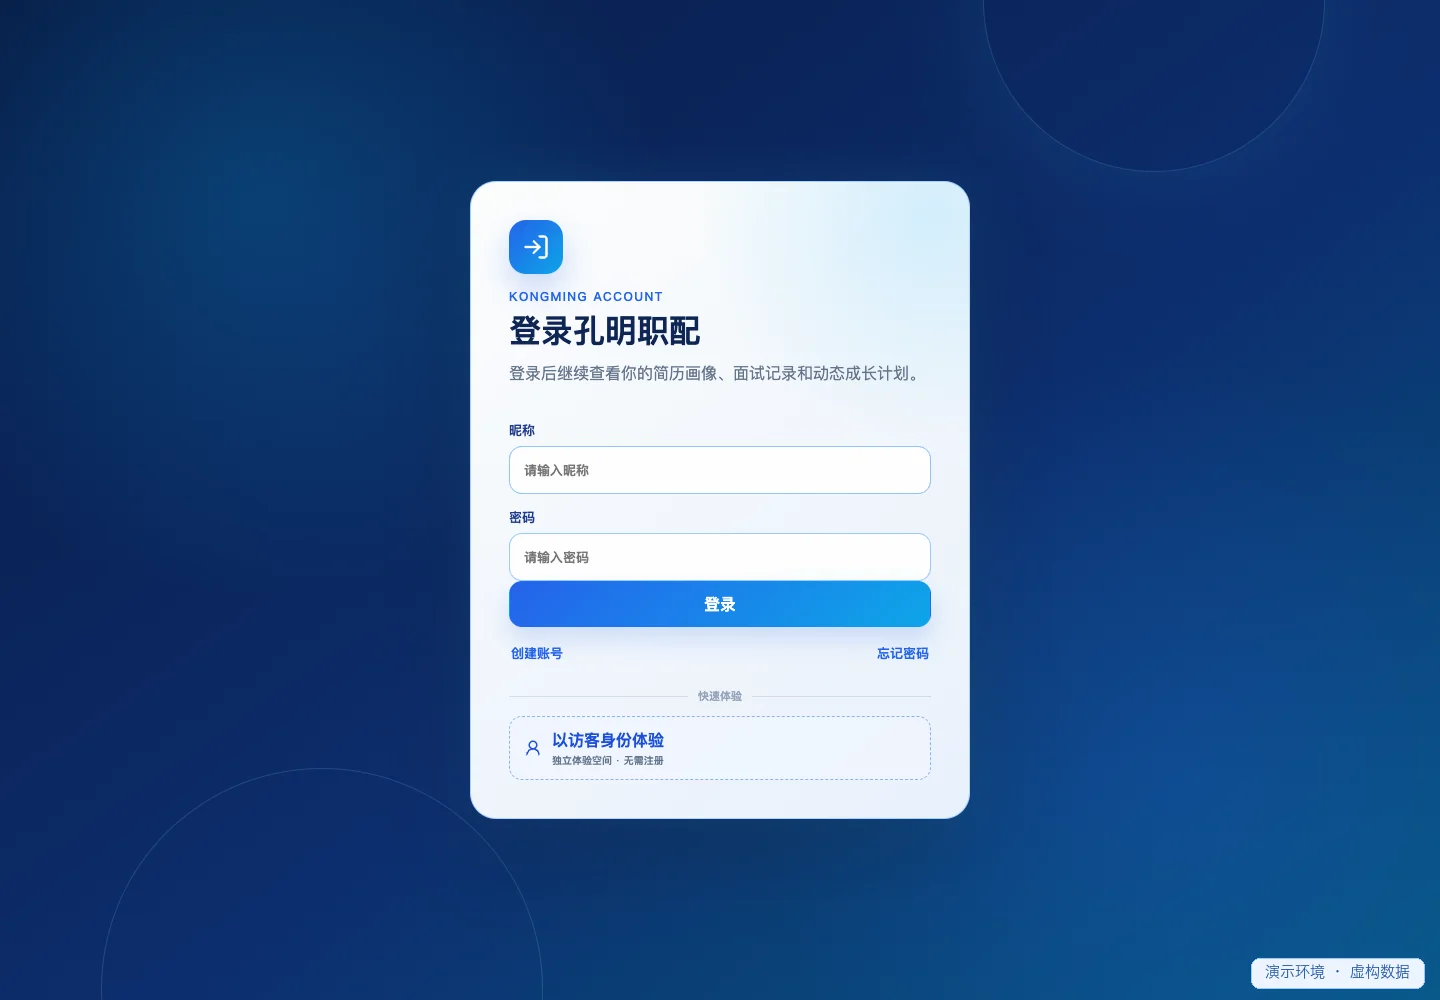 KONGMING ACCOUNT
登录孔明职配
登录后继续查看你的简历画像、面试记录和动态成长计划。
昵称
请输入昵称
密码
请输入密码
登录
创建账号 忘记密码
快速体验
以访客身份体验
独立体验空间 · 无需注册
演示环境 · 虚构数据